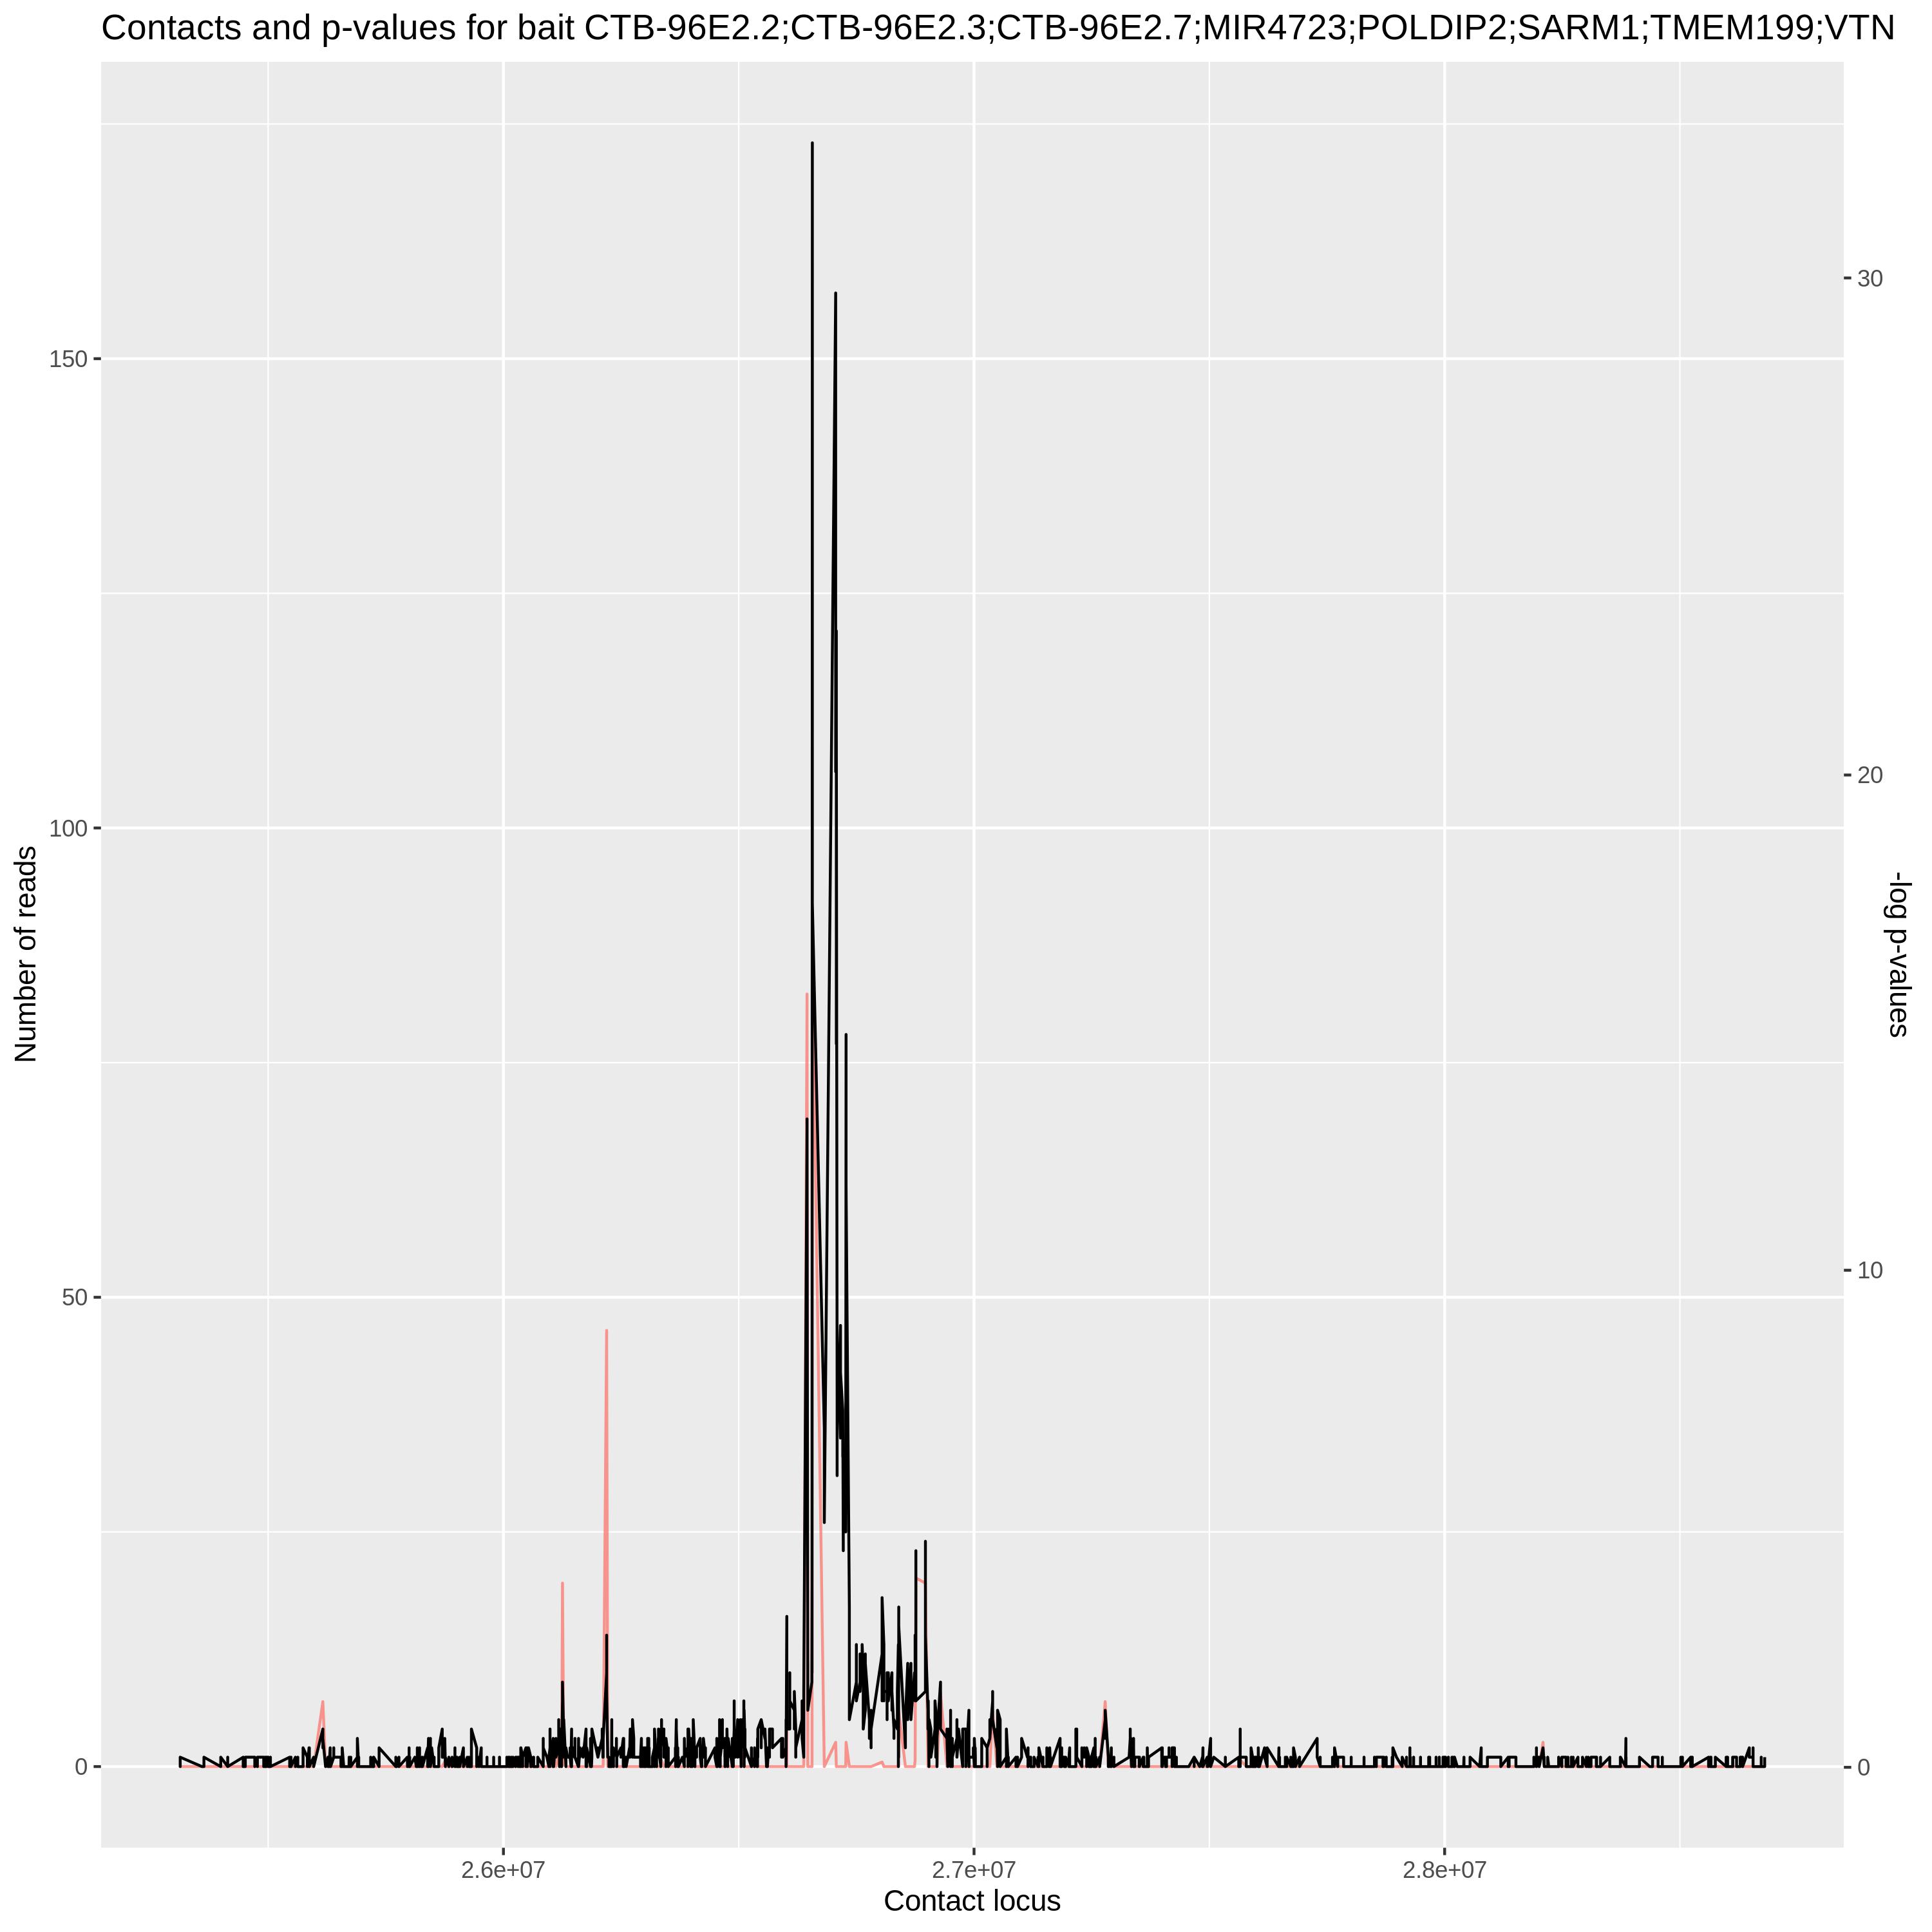 Contacts and p-values for bait CTB-96E2.2;CTB-96E2.3;CTB-96E2.7;MIR4723;POLDIP2;SARM1;TMEM199;VTN
150
100
50
0
Number of reads
30
20
10
0
-log p-values
2.6e+07
2.7e+07
2.8e+07
Contact locus